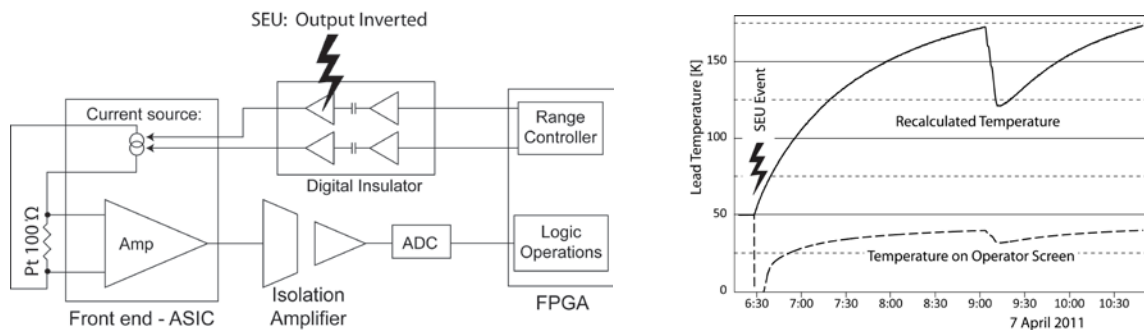 SEU: Output Inverted
Current source:
Range
Controller
Digital Insulator
Pt 100Ω
Amp
ADC
Logic
Operations
Isolation
Amplifier
Front end - ASIC
FPGA
Lead Temperature [K]
150
100
50
0
SEU Event
Recalculated Temperature
Temperature on Operator Screen
6:30 7:00 7:30 8:00 8:30 9:00 9:30 10:00 10:30
7 April 2011